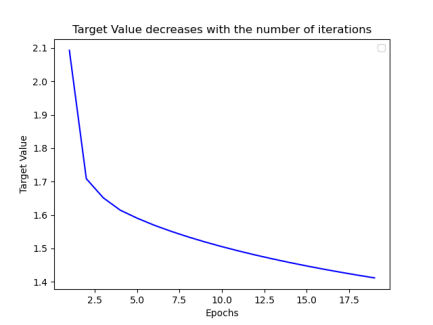 Target Value decreases with the number of iterations
2.1
2.0
1.9
1.8
1.7
1.6
1.5
1.4
Target Value
2.5 5.0 7.5 10.0 12.5 15.0 17.5
Epochs